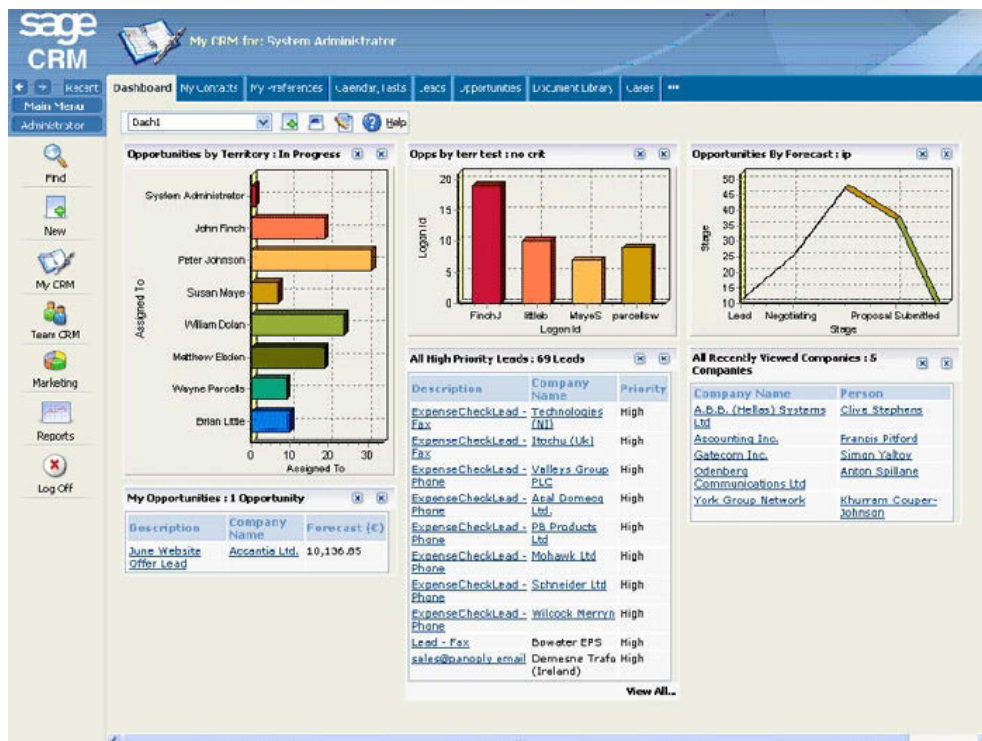 sage
CRM
My CRM for: System Administrator
Recent
Main Menu
Administrator
Dashboard My Contacts My Preferences Calendar, Tasks Leads Opportunities Document Library Cases
Dach1
Help
Find
New
My CRM
Team CRM
Marketing
Reports
Log Off
Opportunities by Territory : In Progress
Assigned To
System Administrator
John Finch
Peter Johnson
Susan Maye
William Dolan
Matthew Ebden
Wayne Parcells
Brian Little
0 10 20 30
Assigned To
My Opportunities : 1 Opportunity
Description Company Name Forecast (€)
June Website Accentia Ltd. 10,136.85
Offer Lead
Opps by terr test : no crit
Logon Id
20
15
10
5
0
FinchJ littleb MayeS parcellsw
Logon Id
All High Priority Leads : 69 Leads
Description Company Name Priority
ExpenseCheckLead - Fax Technologies (NI) High
ExpenseCheckLead - Fax Itochu (Uk) High
ExpenseCheckLead - Phone Valleys Group PLC High
ExpenseCheckLead - Phone Acal Domecq Ltd. High
ExpenseCheckLead - Phone PB Products Ltd High
ExpenseCheckLead - Phone Mohawk Ltd High
ExpenseCheckLead - Phone Schneider Ltd High
ExpenseCheckLead - Phone Wilcock Merryn High
Lead - Fax Bowater EPS High
sales@panoply email Demesne Trafo (Ireland) High
View All...
Opportunities By Forecast : ip
Stage
50
45
40
35
30
25
20
15
10
Lead Negotiating Proposal Submitted
Stage
All Recently Viewed Companies : 5
Companies
Company Name Person
A.B.B. (Hellas) Systems Ltd Clive Stephens
Accounting Inc. Francis Pitford
Gatecom Inc. Simon Yaltov
Odenberg Communications Ltd Anton Spillane
York Group Network Khurram Couper-Johnson